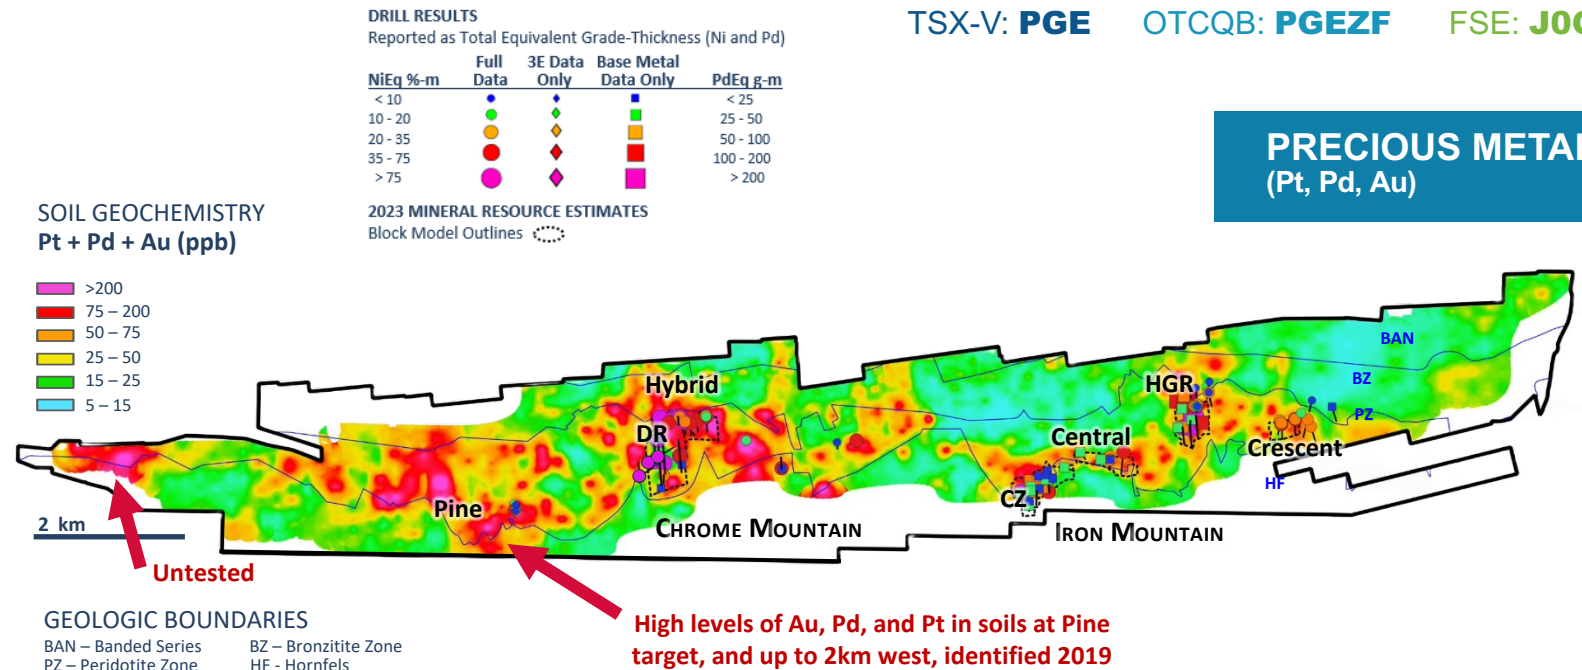 DRILL RESULTS
Reported as Total Equivalent Grade-Thickness (Ni and Pd)
Full 3E Data Base Metal
NiEq %-m Data Only Data Only PdEq g-m
< 10 < 25
10 - 20 25 - 50
20 - 35 50 - 100
35 - 75 100 - 200
> 75 > 200
2023 MINERAL RESOURCE ESTIMATES
Block Model Outlines
TSX-V: PGE OTCQB: PGEZF FSE:
PRECIOUS
(Pt, Pd, Au)
SOIL GEOCHEMISTRY
Pt + Pd + Au (ppb)
>200
75 – 200
50 – 75
25 – 50
15 – 25
5 – 15
BAN
BZ
PZ
HF
Hybrid
DR
Pine
HGR
Central
Crescent
CZ
CHROME MOUNTAIN
IRON MOUNTAIN
2 km
Untested
High levels of Au, Pd, and Pt in soils at Pine
target, and up to 2km west, identified 2019
GEOLOGIC BOUNDARIES
BAN – Banded Series BZ – Bronzitite Zone
PZ – Peridotite Zone HF - Hornfels